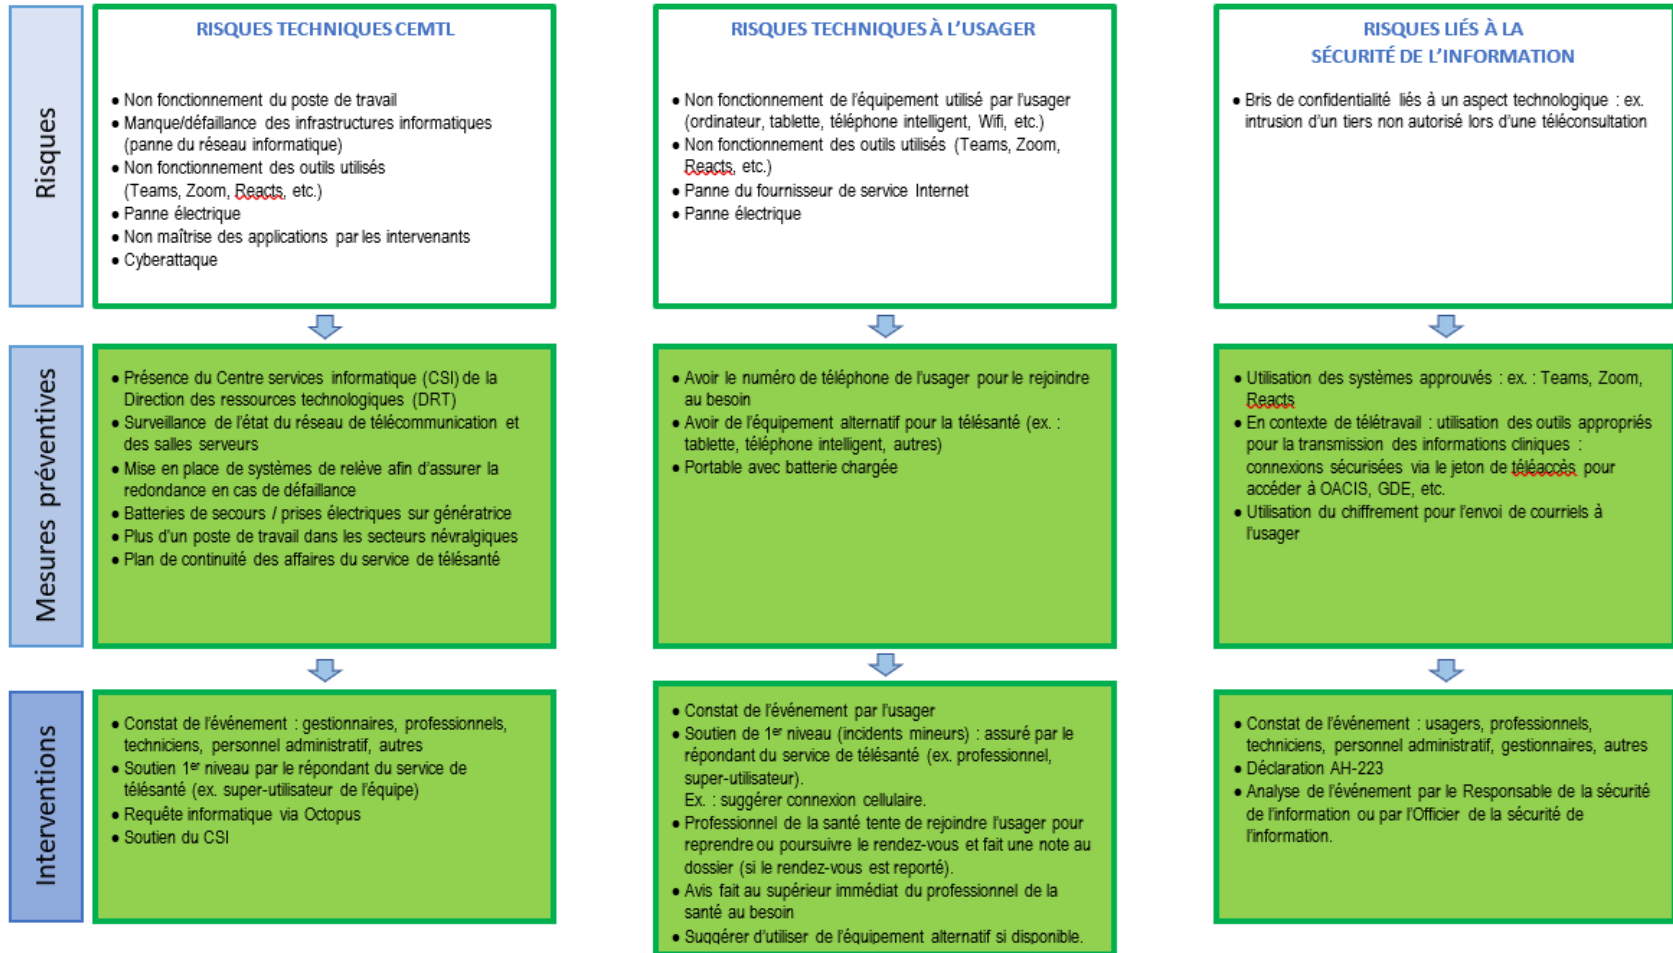 Risques
RISQUES TECHNIQUES CEMTL
● Non fonctionnement du poste de travail
● Manque/défaillance des infrastructures informatiques
(panne du réseau informatique)
● Non fonctionnement des outils utilisés
(Teams, Zoom, Reacts, etc.)
● Panne électrique
● Non maîtrise des applications par les intervenants
● Cyberattaque
RISQUES TECHNIQUES À L'USAGER
● Non fonctionnement de l'équipement utilisé par l'usager
(ordinateur, tablette, téléphone intelligent, Wifi, etc.)
● Non fonctionnement des outils utilisés (Teams, Zoom,
Reacts, etc.)
● Panne du fournisseur de service Internet
● Panne électrique
RISQUES LIÉS À LA
SÉCURITÉ DE L'INFORMATION
● Bris de confidentialité liés à un aspect technologique : ex.
intrusion d'un tiers non autorisé lors d'une téléconsultation
Mesures préventives
● Présence du Centre services informatique (CSI) de la
Direction des ressources technologiques (DRT)
● Surveillance de l'état du réseau de télécommunication et
des salles serveurs
● Mise en place de systèmes de relève afin d'assurer la
redondance en cas de défaillance
● Batteries de secours / prises électriques sur génératrice
● Plus d'un poste de travail dans les secteurs névralgiques
● Plan de continuité des affaires du service de télésanté
● Avoir le numéro de téléphone de l'usager pour le rejoindre
au besoin
● Avoir de l'équipement alternatif pour la télésanté (ex. :
tablette, téléphone intelligent, autres)
● Portable avec batterie chargée
● Utilisation des systèmes approuvés : ex. : Teams, Zoom,
Reacts
● En contexte de télétravail : utilisation des outils appropriés
pour la transmission des informations cliniques :
connexions sécurisées via le jeton de téléaccès pour
accéder à OACIS, GDE, etc.
● Utilisation du chiffrement pour l'envoi de courriels à
l'usager
Interventions
● Constat de l'événement : gestionnaires, professionnels,
techniciens, personnel administratif, autres
● Soutien 1er niveau par le répondant du service de
télésanté (ex. super-utilisateur de l'équipe)
● Requête informatique via Octopus
● Soutien du CSI
● Constat de l'événement par l'usager
● Soutien de 1er niveau (incidents mineurs) : assuré par le
répondant du service de télésanté (ex. professionnel,
super-utilisateur).
Ex. : suggérer connexion cellulaire.
● Professionnel de la santé tente de rejoindre l'usager pour
reprendre ou poursuivre le rendez-vous et fait une note au
dossier (si le rendez-vous est reporté).
● Avis fait au supérieur immédiat du professionnel de la
santé au besoin
● Suggérer d'utiliser de l'équipement alternatif si disponible.
● Constat de l'événement : usagers, professionnels,
techniciens, personnel administratif, gestionnaires, autres
● Déclaration AH-223
● Analyse de l'événement par le Responsable de la sécurité
de l'information ou par l'Officier de la sécurité de
l'information.